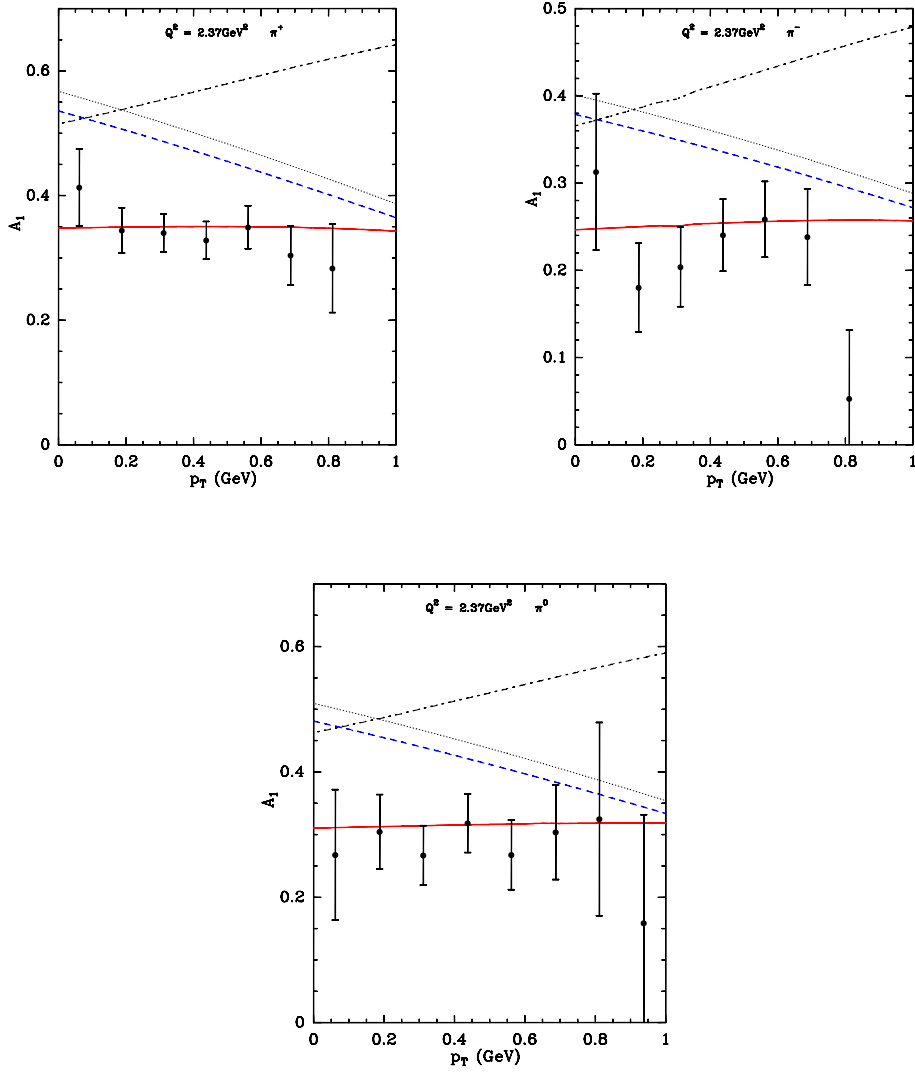 Q² = 2.37GeV² π⁺
0.6
0.4
0.2
0
A₁
0 0.2 0.4 0.6 0.8 1
p_T (GeV)
Q² = 2.37GeV² π⁻
0.5
0.4
0.3
0.2
0.1
0
A₁
0 0.2 0.4 0.6 0.8 1
p_T (GeV)
Q² = 2.37GeV² π⁰
0.6
0.4
0.2
0
A₁
0 0.2 0.4 0.6 0.8 1
p_T (GeV)